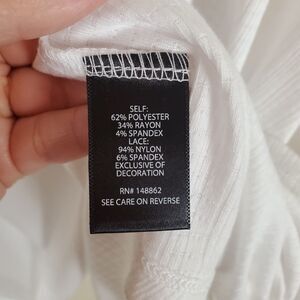 SELF:
62% POLYESTER
34% RAYON
4% SPANDEX
LACE:
94% NYLON
6% SPANDEX
EXCLUSIVE OF
DECORATION
RN# 148862
SEE CARE ON REVERSE